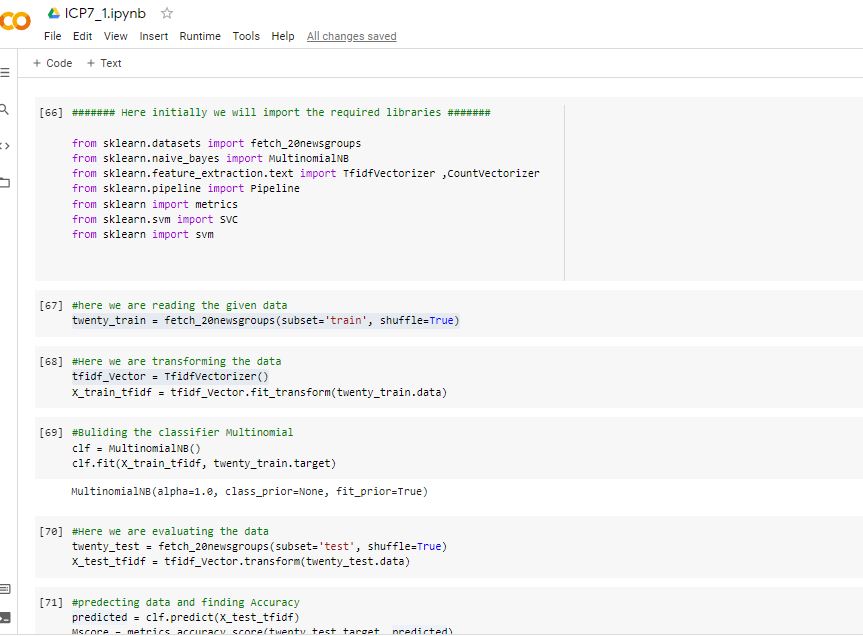 ICP7_1.ipynb
File Edit View Insert Runtime Tools Help All changes saved
+ Code + Text
[66] ####### Here initially we will import the required libraries #######
from sklearn.datasets import fetch_20newsgroups
from sklearn.naive_bayes import MultinomialNB
from sklearn.feature_extraction.text import TfidfVectorizer ,CountVectorizer
from sklearn.pipeline import Pipeline
from sklearn import metrics
from sklearn.svm import SVC
from sklearn import svm
[67] #here we are reading the given data
twenty_train = fetch_20newsgroups(subset='train', shuffle=True)
[68] #Here we are transforming the data
tfidf_Vector = TfidfVectorizer()
X_train_tfidf = tfidf_Vector.fit_transform(twenty_train.data)
[69] #Buliding the classifier Multinomial
clf = MultinomialNB()
clf.fit(X_train_tfidf, twenty_train.target)
MultinomialNB(alpha=1.0, class_prior=None, fit_prior=True)
[70] #Here we are evaluating the data
twenty_test = fetch_20newsgroups(subset='test', shuffle=True)
X_test_tfidf = tfidf_Vector.transform(twenty_test.data)
[71] #predecting data and finding Accuracy
predicted = clf.predict(X_test_tfidf)
Mscore = metrics.accuracy_score(twenty_test.target, predicted)